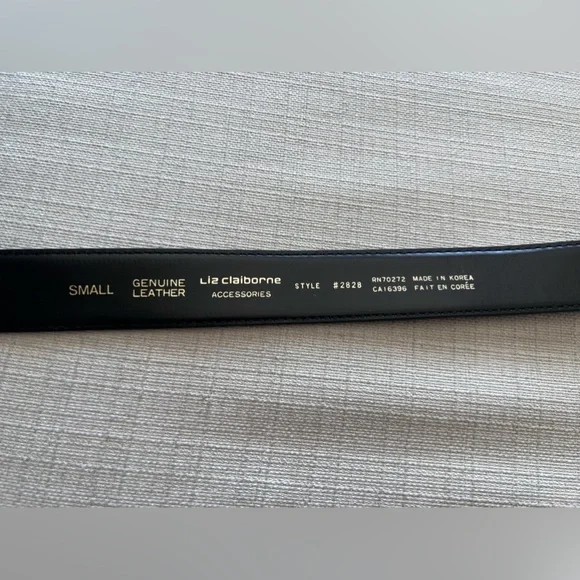 SMALL
GENUINE
LEATHER
Liz claiborne
ACCESSORIES
STYLE #2828
RN70272 MADE IN KOREA
CA16396 FAIT EN CORÉE